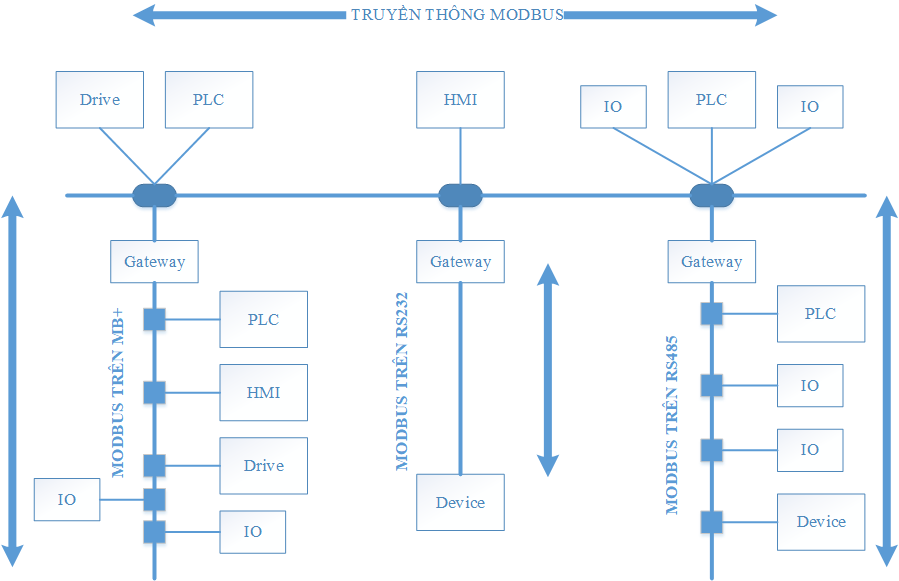 TRUYỀN THÔNG MODBUS
Drive
PLC
HMI
IO
PLC
IO
Gateway
Gateway
Gateway
MODBUS TRÊN MB+
PLC
HMI
Drive
IO
IO
MODBUS TRÊN RS232
Device
MODBUS TRÊN RS485
PLC
IO
IO
Device